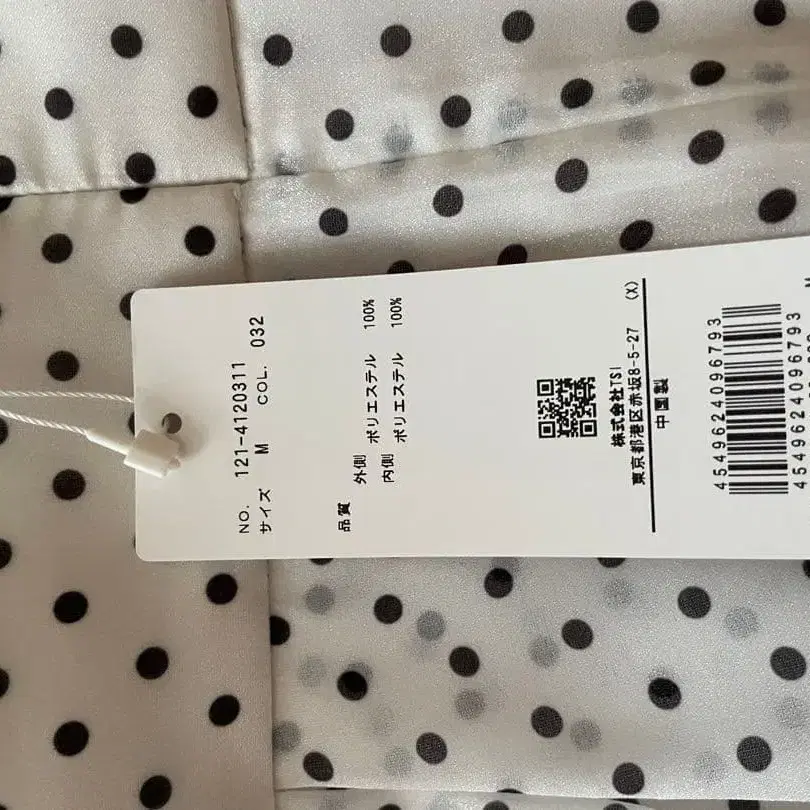 NO. 121-4120311
サイズ M COL. 032
品質 外側 ポリエステル 100%
内側 ポリエステル 100%
株式会社TSI
東京都港区赤坂8-5-27 (X)
中国製
4549624096793
4549624096793